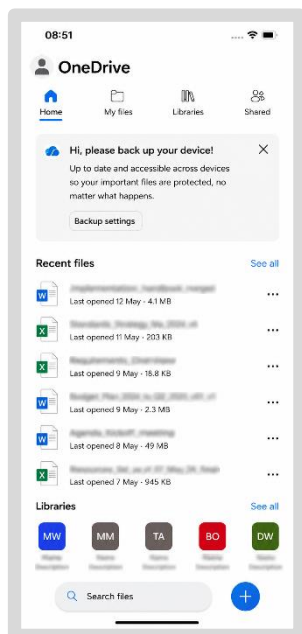 08:51
OneDrive
Home
My files
Libraries
Shared
Hi, please back up your device!
Up to date and accessible across devices
so your important files are protected, no
matter what happens.
Backup settings
Recent files
See all
W
Last opened 12 May - 4.1 MB
X
Last opened 11 May - 203 KB
X
Last opened 9 May - 18.8 KB
W
Last opened 9 May - 2.3 MB
W
Last opened 8 May - 49 MB
X
Last opened 7 May - 945 KB
Libraries
See all
MW
MM
TA
BO
DW
Search files